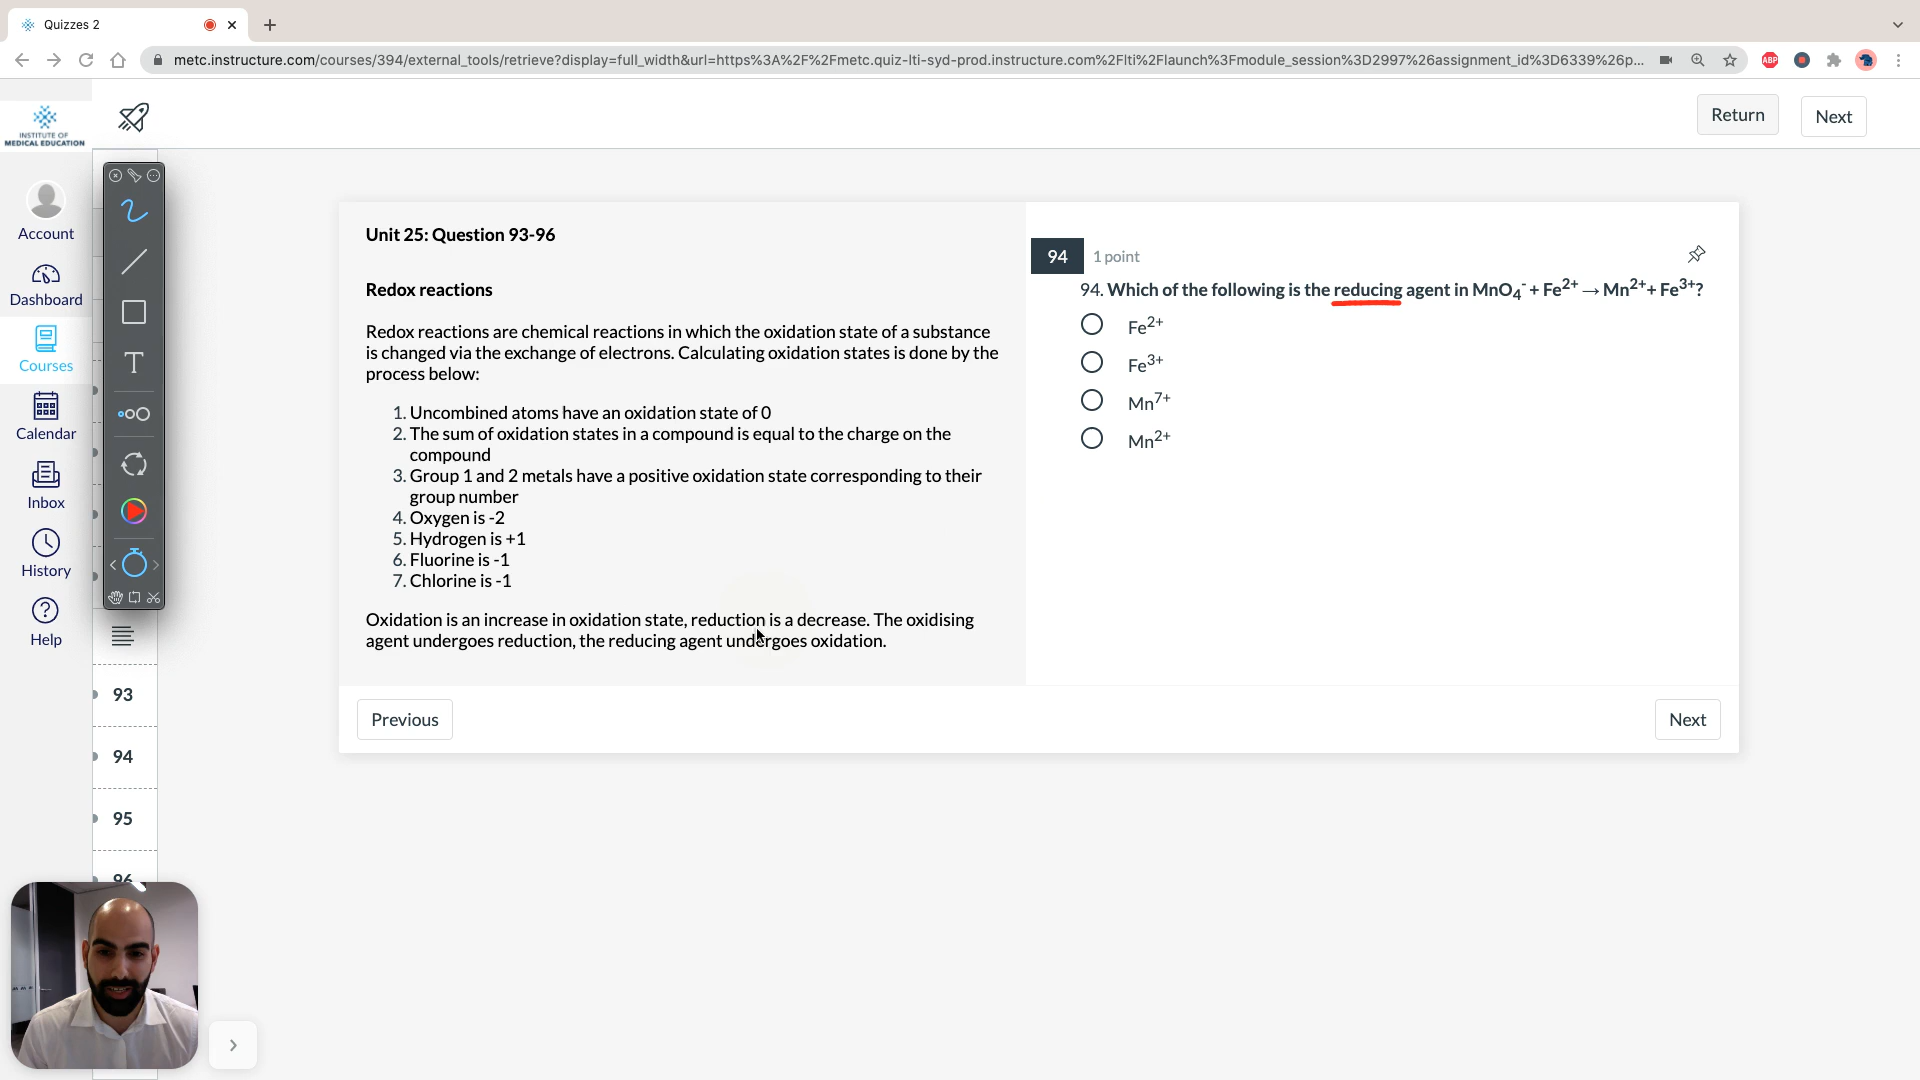 Quizzes 2
metc.instructure.com/courses/394/external_tools/retrieve?display=full_width&url=https%3A%2F%2Fmetc.quiz-lti-syd-prod.instructure.com%2Flti%2Flaunch%3Fmodule_session%3D2997%26assignment_id%3D6339%26p...
ABP
INSTITUTE OF
MEDICAL EDUCATION
Return
Next
Account
Dashboard
Courses
Calendar
Inbox
History
Help
T
93
94
95
96
Unit 25: Question 93-96
Redox reactions
Redox reactions are chemical reactions in which the oxidation state of a substance
is changed via the exchange of electrons. Calculating oxidation states is done by the
process below:
1. Uncombined atoms have an oxidation state of 0
2. The sum of oxidation states in a compound is equal to the charge on the
compound
3. Group 1 and 2 metals have a positive oxidation state corresponding to their
group number
4. Oxygen is -2
5. Hydrogen is +1
6. Fluorine is -1
7. Chlorine is -1
Oxidation is an increase in oxidation state, reduction is a decrease. The oxidising
agent undergoes reduction, the reducing agent undergoes oxidation.
94 1 point
94. Which of the following is the reducing agent in MnO₄⁻ + Fe²⁺ → Mn²⁺+ Fe³⁺?
Fe²⁺
Fe³⁺
Mn⁷⁺
Mn²⁺
Previous
Next